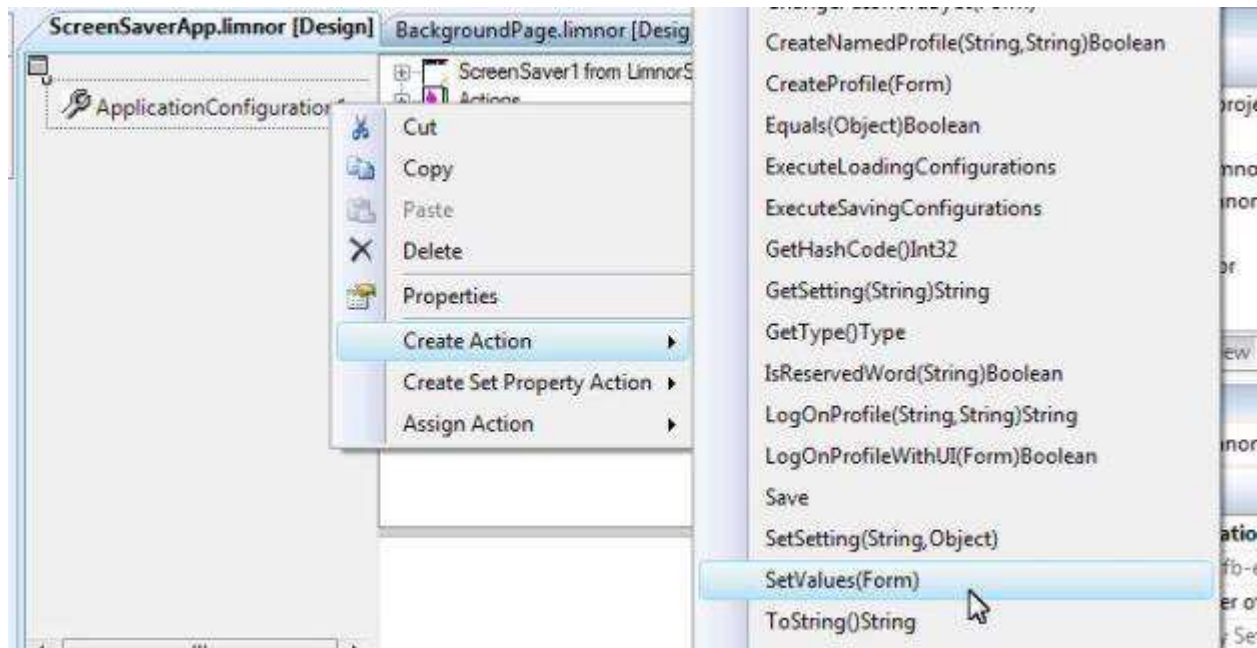 ScreenSaverApp.limnor [Design]
BackgroundPage.limnor [Desig
ScreenSaver1 from LimnorS
Actions
ApplicationConfiguration
Cut
Copy
Paste
Delete
Properties
Create Action
Create Set Property Action
Assign Action
CreateNamedProfile(String,String)Boolean
CreateProfile(Form)
Equals(Object)Boolean
ExecuteLoadingConfigurations
ExecuteSavingConfigurations
GetHashCode()Int32
GetSetting(String)String
GetType()Type
IsReservedWord(String)Boolean
LogOnProfile(String,String)String
LogOnProfileWithUI(Form)Boolean
Save
SetSetting(String,Object)
SetValues(Form)
ToString()String